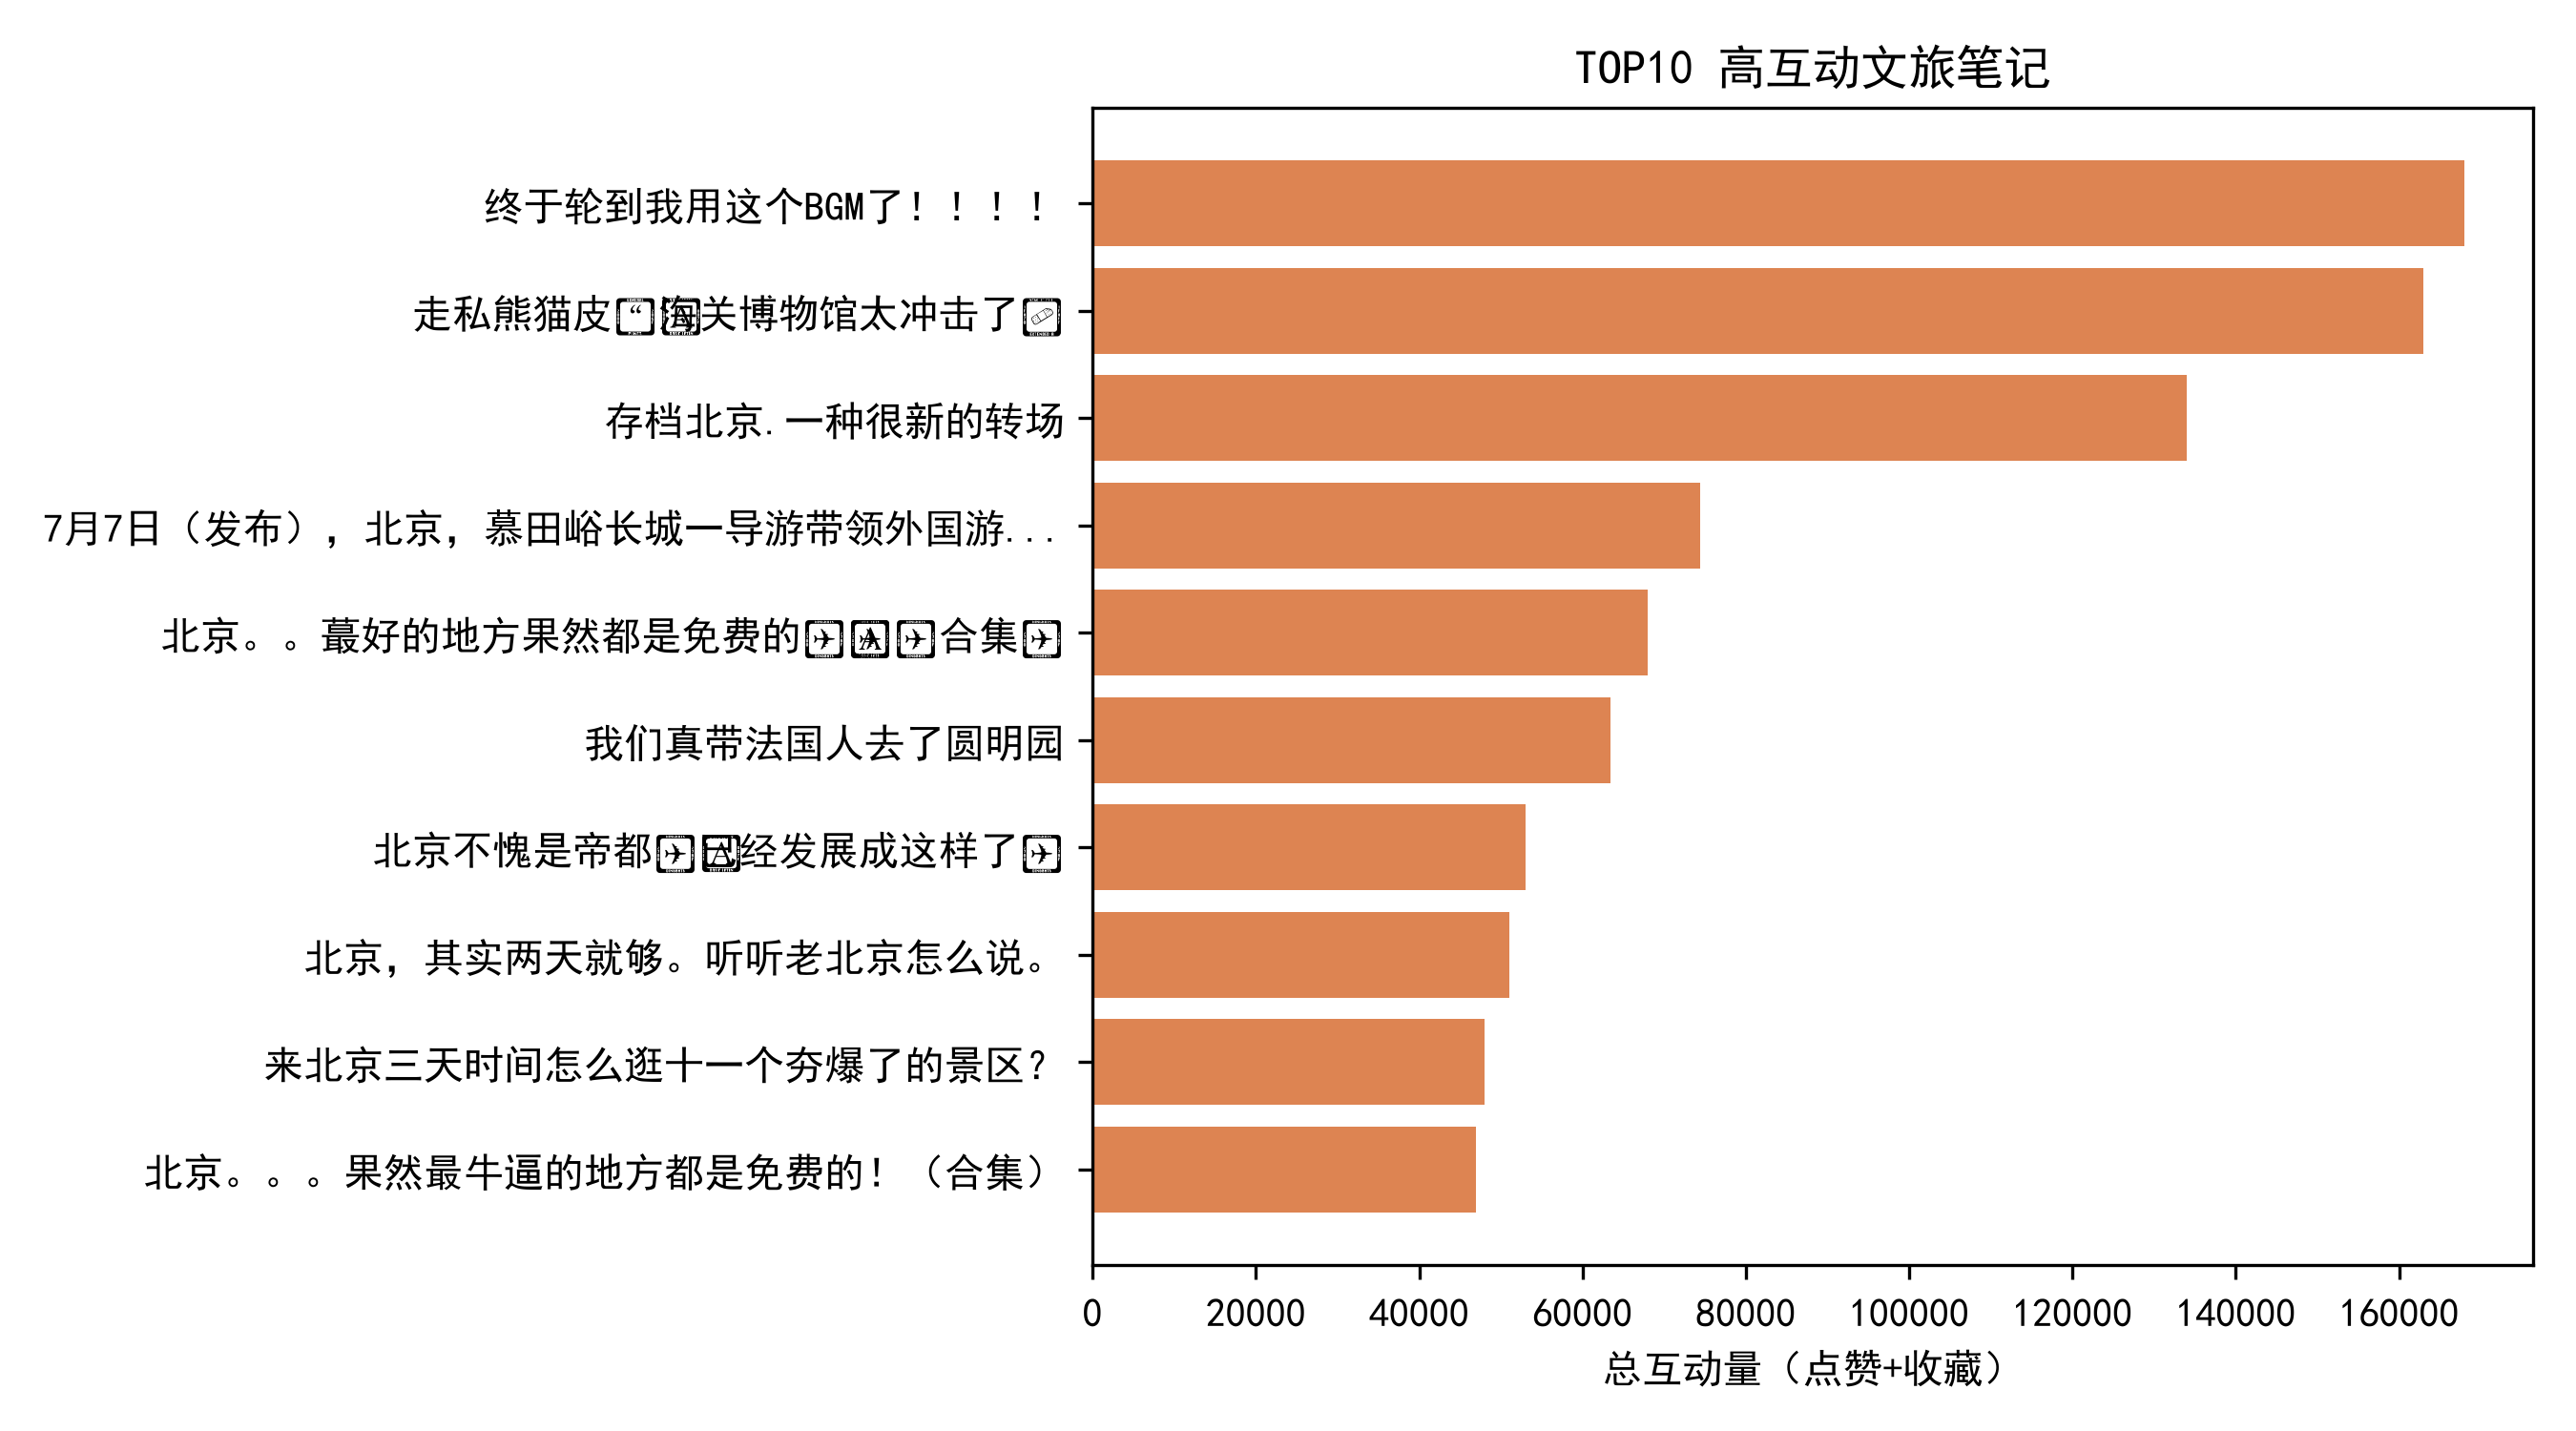 TOP10 高互动文旅笔记
终于轮到我用这个BGM了！！！！
走私熊猫皮 海关博物馆太冲击了
存档北京.一种很新的转场
7月7日（发布），北京，慕田峪长城一导游带领外国游...
北京。。蕞好的地方果然都是免费的 合集
我们真带法国人去了圆明园
北京不愧是帝都 已经发展成这样了
北京，其实两天就够。听听老北京怎么说。
来北京三天时间怎么逛十一个夯爆了的景区？
北京。。。果然最牛逼的地方都是免费的！（合集）
0 20000 40000 60000 80000 100000 120000 140000 160000
总互动量（点赞+收藏）